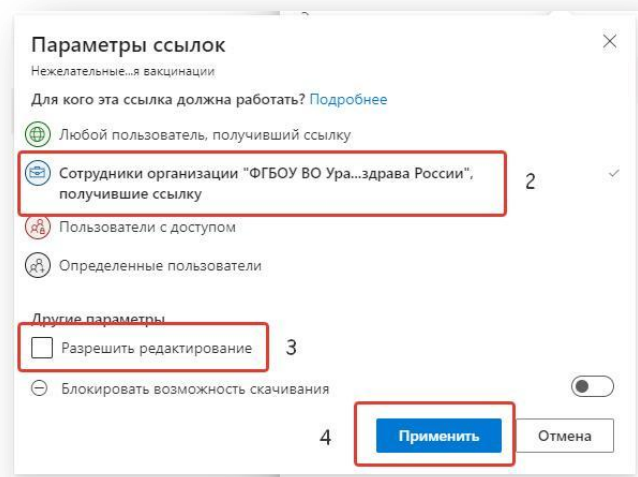 Параметры ссылок
Нежелательные...я вакцинации
Для кого эта ссылка должна работать? Подробнее
Любой пользователь, получивший ссылку
Сотрудники организации "ФГБОУ ВО Ура...здрава России",
получившие ссылку
2
Пользователи с доступом
Определенные пользователи
Другие параметры
Разрешить редактирование
3
Блокировать возможность скачивания
4
Применить
Отмена